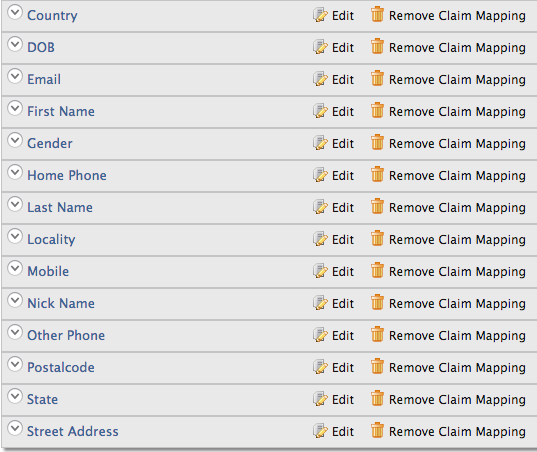 Country Edit Remove Claim Mapping
DOB Edit Remove Claim Mapping
Email Edit Remove Claim Mapping
First Name Edit Remove Claim Mapping
Gender Edit Remove Claim Mapping
Home Phone Edit Remove Claim Mapping
Last Name Edit Remove Claim Mapping
Locality Edit Remove Claim Mapping
Mobile Edit Remove Claim Mapping
Nick Name Edit Remove Claim Mapping
Other Phone Edit Remove Claim Mapping
Postalcode Edit Remove Claim Mapping
State Edit Remove Claim Mapping
Street Address Edit Remove Claim Mapping